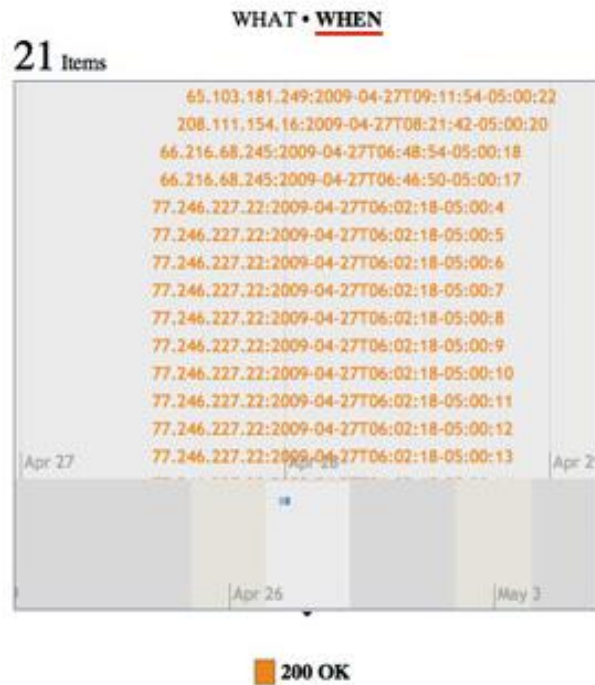 WHAT • WHEN
21 Items
65.103.181.249:2009-04-27T09:11:54-05:00:22
208.111.154.16:2009-04-27T08:21:42-05:00:20
66.216.68.245:2009-04-27T06:48:54-05:00:18
66.216.68.245:2009-04-27T06:46:50-05:00:17
77.246.227.22:2009-04-27T06:02:18-05:00:4
77.246.227.22:2009-04-27T06:02:18-05:00:5
77.246.227.22:2009-04-27T06:02:18-05:00:6
77.246.227.22:2009-04-27T06:02:18-05:00:7
77.246.227.22:2009-04-27T06:02:18-05:00:8
77.246.227.22:2009-04-27T06:02:18-05:00:9
77.246.227.22:2009-04-27T06:02:18-05:00:10
77.246.227.22:2009-04-27T06:02:18-05:00:11
77.246.227.22:2009-04-27T06:02:18-05:00:12
77.246.227.22:2009-04-27T06:02:18-05:00:13
Apr 27 Apr 28 Apr
Apr 26 May 3
200 OK